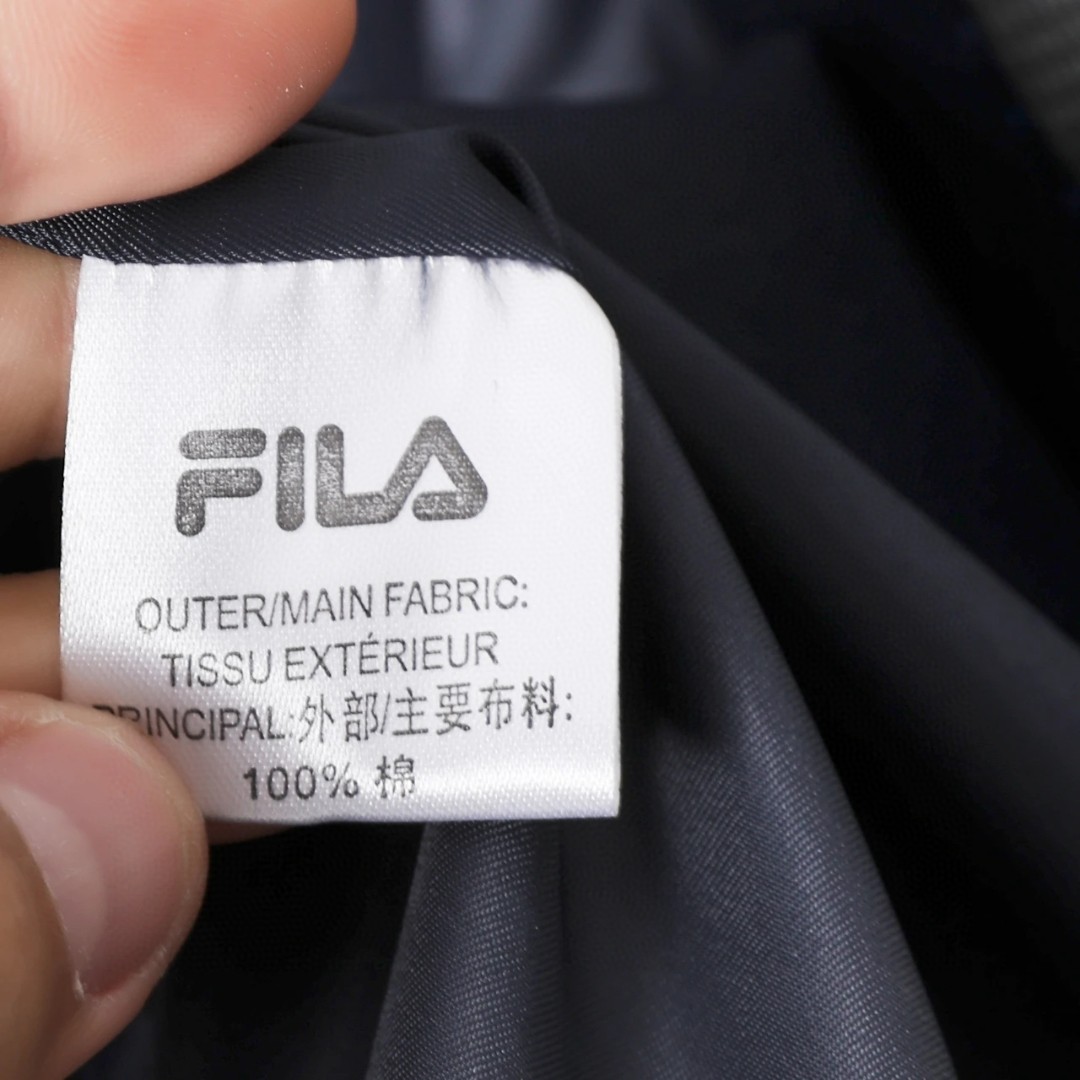 FILA
OUTER/MAIN FABRIC:
TISSU EXTÉRIEUR
PRINCIPAL:外部/主要布料:
100% 棉